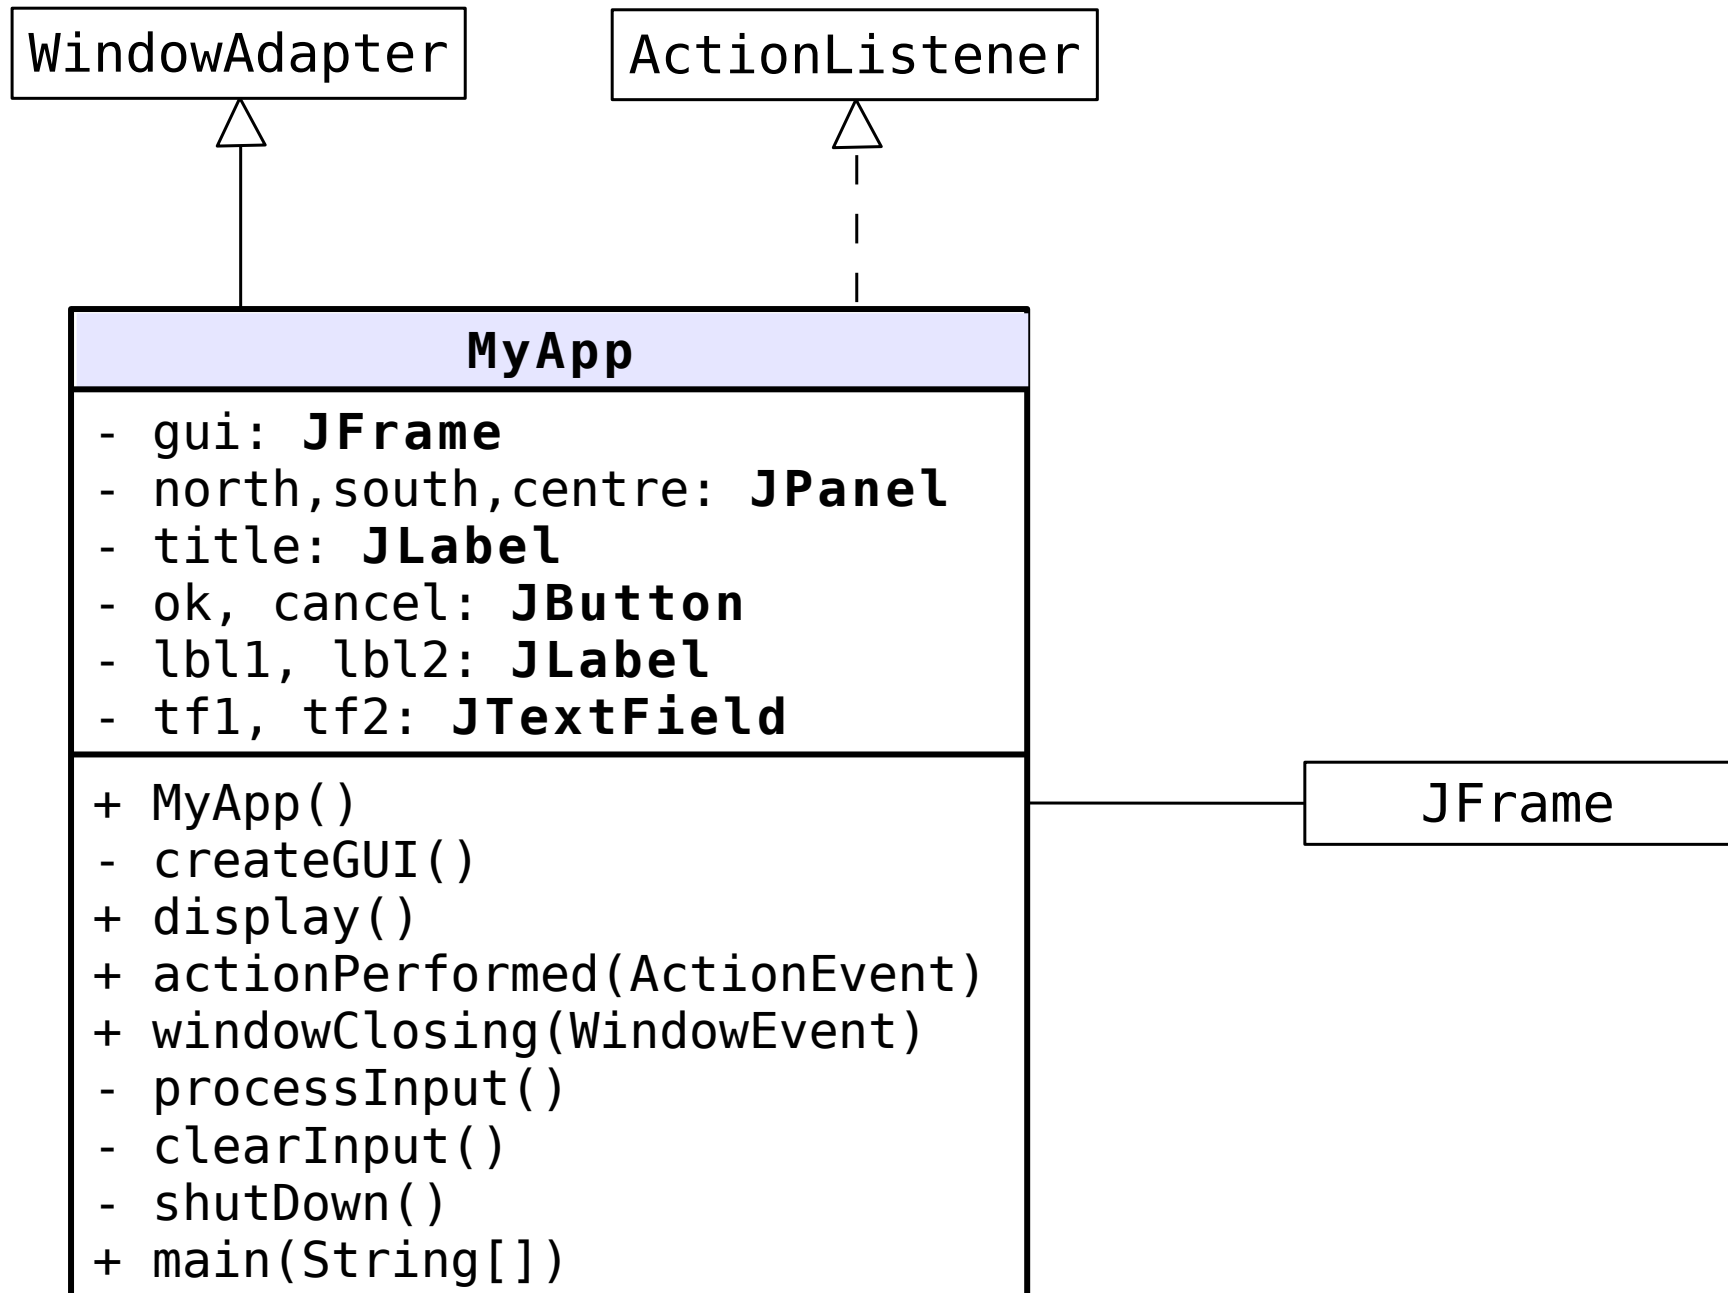 WindowAdapter
ActionListener
MyApp
- gui: JFrame
- north,south,centre: JPanel
- title: JLabel
- ok, cancel: JButton
- lbl1, lbl2: JLabel
- tf1, tf2: JTextField
+ MyApp()
- createGUI()
+ display()
+ actionPerformed(ActionEvent)
+ windowClosing(WindowEvent)
- processInput()
- clearInput()
- shutDown()
+ main(String[])
JFrame